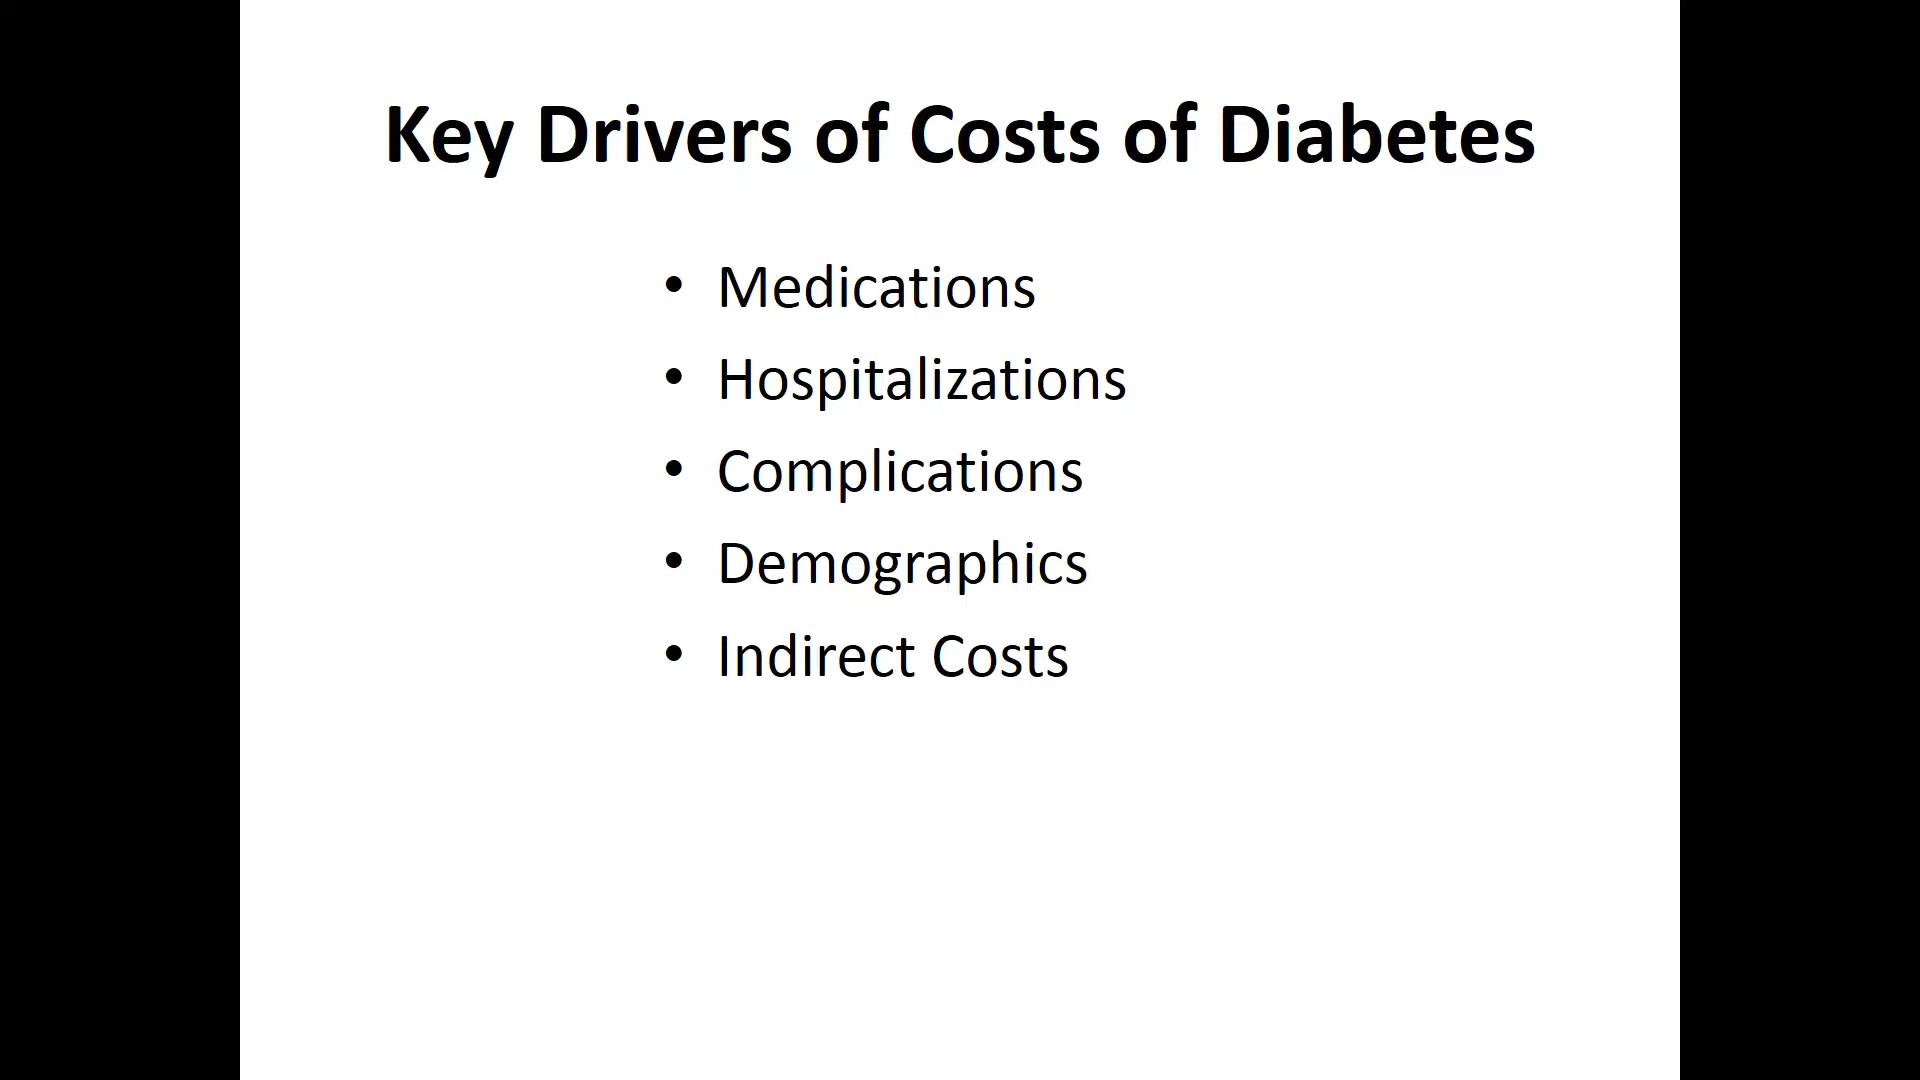 Key Drivers of Costs of Diabetes
• Medications
• Hospitalizations
• Complications
• Demographics
• Indirect Costs